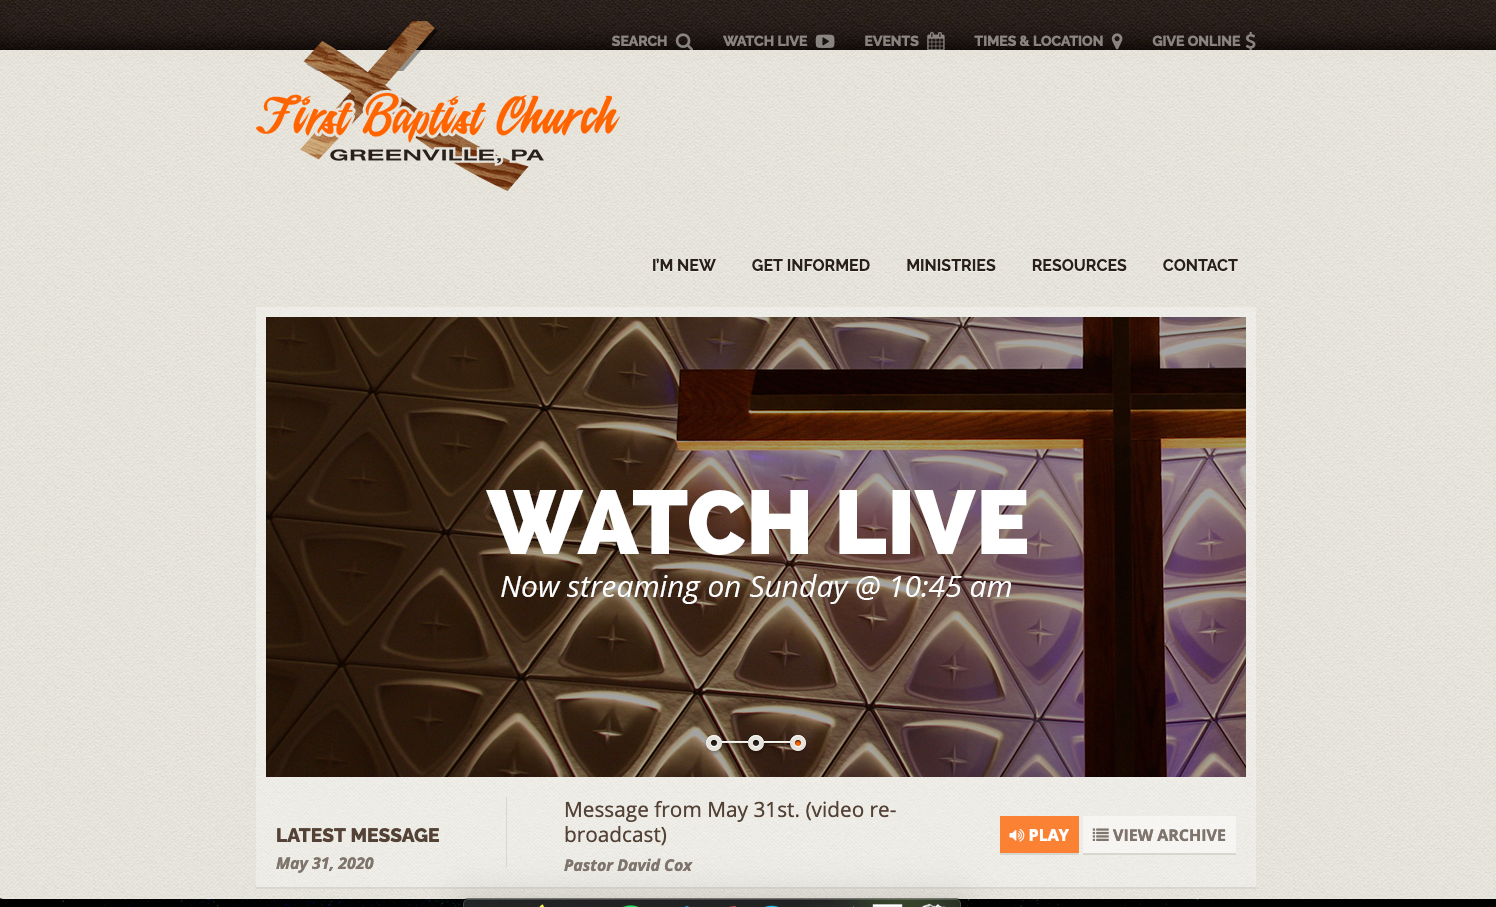 SEARCH WATCH LIVE EVENTS TIMES & LOCATION GIVE ONLINE
First Baptist Church
GREENVILLE, PA
I'M NEW GET INFORMED MINISTRIES RESOURCES CONTACT
WATCH LIVE
Now streaming on Sunday @ 10:45 am
LATEST MESSAGE
May 31, 2020
Message from May 31st. (video re-
broadcast)
Pastor David Cox
PLAY VIEW ARCHIVE